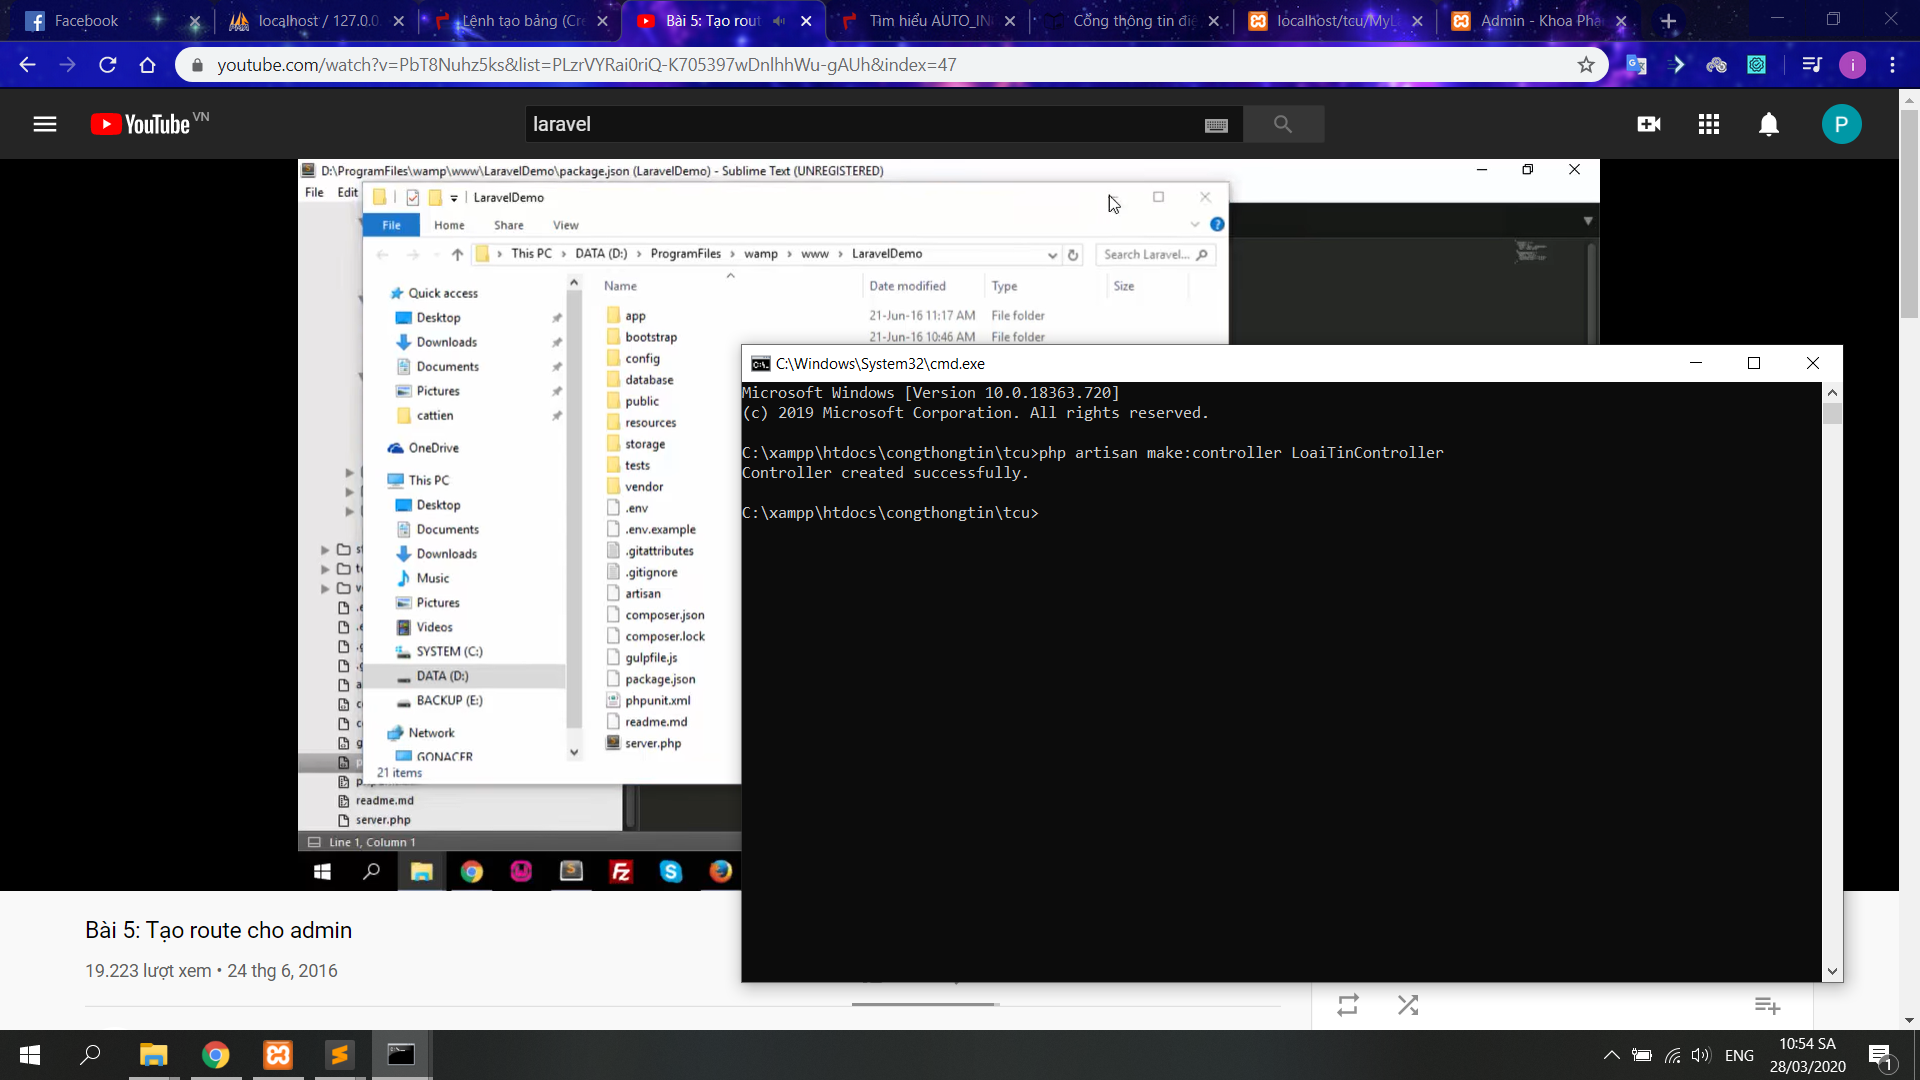 Facebook
localhost / 127.0.0.
Lệnh tạo bảng (Cre
Bài 5: Tạo rout
Tìm hiểu AUTO_IN
Cổng thông tin điệ
localhost/tcu/MyL
Admin - Khoa Phá
youtube.com/watch?v=PbT8Nuhz5ks&list=PLzrVYRai0riQ-K705397wDnlhhWu-gAUh&index=47
i
YouTube VN
laravel
P
D:\ProgramFiles\wamp\www\LaravelDemo\package.json (LaravelDemo) - Sublime Text (UNREGISTERED)
File Edit
LaravelDemo
File Home Share View
This PC > DATA (D:) > ProgramFiles > wamp > www > LaravelDemo
Search Laravel...
Name Date modified Type Size
Quick access
Desktop
Downloads
Documents
Pictures
cattien
OneDrive
This PC
Desktop
Documents
Downloads
Music
Pictures
Videos
SYSTEM (C:)
DATA (D:)
BACKUP (E:)
Network
GONACER
21 items
app 21-Jun-16 11:17 AM File folder
bootstrap 21-Jun-16 10:46 AM File folder
config
database
public
resources
storage
tests
vendor
.env
.env.example
.gitattributes
.gitignore
artisan
composer.json
composer.lock
gulpfile.js
package.json
phpunit.xml
readme.md
server.php
readme.md
server.php
Line 1, Column 1
C:\Windows\System32\cmd.exe
Microsoft Windows [Version 10.0.18363.720]
(c) 2019 Microsoft Corporation. All rights reserved.
C:\xampp\htdocs\congthongtin\tcu>php artisan make:controller LoaiTinController
Controller created successfully.
C:\xampp\htdocs\congthongtin\tcu>
Bài 5: Tạo route cho admin
19.223 lượt xem • 24 thg 6, 2016
ENG
10:54 SA
28/03/2020
1